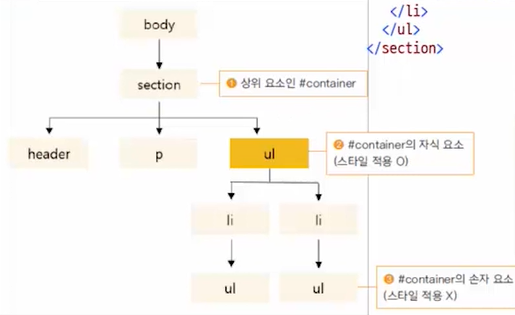 body
</li>
</ul>
</section>
section
❶ 상위 요소인 #container
header
p
ul
❷ #container의 자식 요소
(스타일 적용 O)
li
li
ul
ul
❸ #container의 손자 요소
(스타일 적용 X)